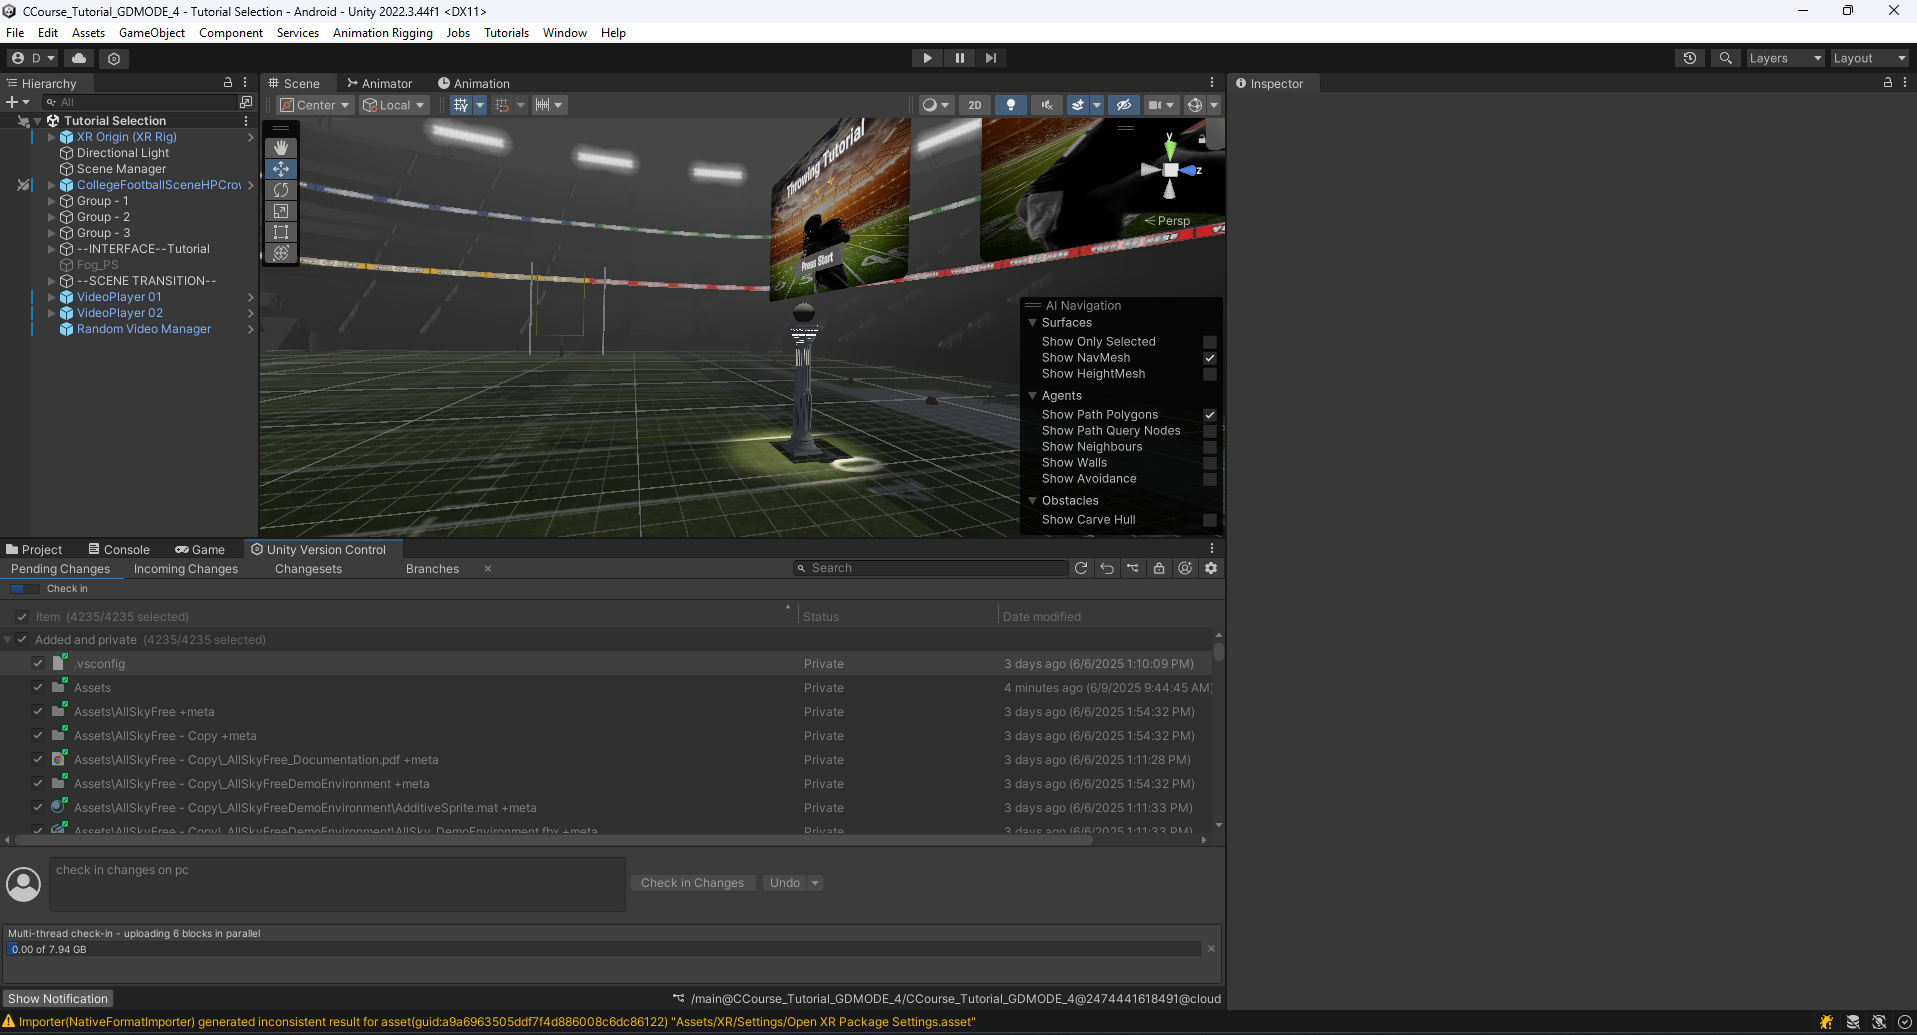 CCourse_Tutorial_GDMODE_4 - Tutorial Selection - Android - Unity 2022.3.44f1 <DX11>
File Edit Assets GameObject Component Services Animation Rigging Jobs Tutorials Window Help
D Layers Layout
Hierarchy
All
Tutorial Selection
XR Origin (XR Rig)
Directional Light
Scene Manager
CollegeFootballSceneHPCrov
Group - 1
Group - 2
Group - 3
--INTERFACE--Tutorial
Fog_PS
--SCENE TRANSITION--
VideoPlayer 01
VideoPlayer 02
Random Video Manager
Scene Animator Animation
Center Local 2D
Throwing Tutorial
Press Start
y
z
Persp
AI Navigation
Surfaces
Show Only Selected
Show NavMesh
Show HeightMesh
Agents
Show Path Polygons
Show Path Query Nodes
Show Neighbours
Show Walls
Show Avoidance
Obstacles
Show Carve Hull
Inspector
Project Console Game Unity Version Control
Pending Changes Incoming Changes Changesets Branches Search
Check in
Item (4235/4235 selected) Status Date modified
Added and private (4235/4235 selected)
.vsconfig Private 3 days ago (6/6/2025 1:10:09 PM)
Assets Private 4 minutes ago (6/9/2025 9:44:45 AM)
Assets\AllSkyFree +meta Private 3 days ago (6/6/2025 1:54:32 PM)
Assets\AllSkyFree - Copy +meta Private 3 days ago (6/6/2025 1:54:32 PM)
Assets\AllSkyFree - Copy\_AllSkyFree_Documentation.pdf +meta Private 3 days ago (6/6/2025 1:11:28 PM)
Assets\AllSkyFree - Copy\_AllSkyFreeDemoEnvironment +meta Private 3 days ago (6/6/2025 1:54:32 PM)
Assets\AllSkyFree - Copy\_AllSkyFreeDemoEnvironment\AdditiveSprite.mat +meta Private 3 days ago (6/6/2025 1:11:33 PM)
Assets\AllSkyFree - Copy\_AllSkyFreeDemoEnvironment\AllSky_DemoEnvironment.fbx +meta Private 3 days ago (6/6/2025 1:11:33 PM)
check in changes on pc
Check in Changes Undo
Multi-thread check-in - uploading 6 blocks in parallel
0.00 of 7.94 GB
Show Notification /main@CCourse_Tutorial_GDMODE_4/CCourse_Tutorial_GDMODE_4@2474441618491@cloud
Importer(NativeFormatImporter) generated inconsistent result for asset(guid:a9a6963505ddf7f4d886008c6dc86122) "Assets/XR/Settings/Open XR Package Settings.asset"